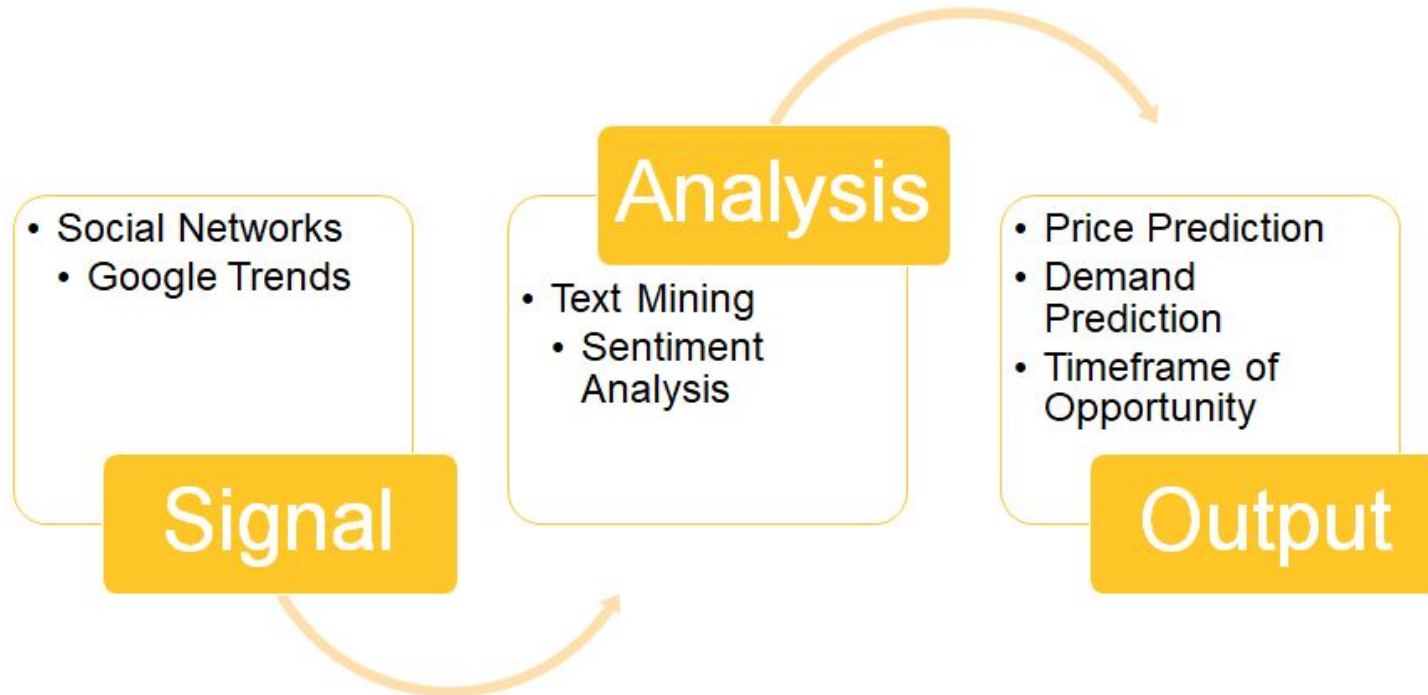 • Social Networks
• Google Trends
Signal
Analysis
• Text Mining
• Sentiment
Analysis
• Price Prediction
• Demand
Prediction
• Timeframe of
Opportunity
Output